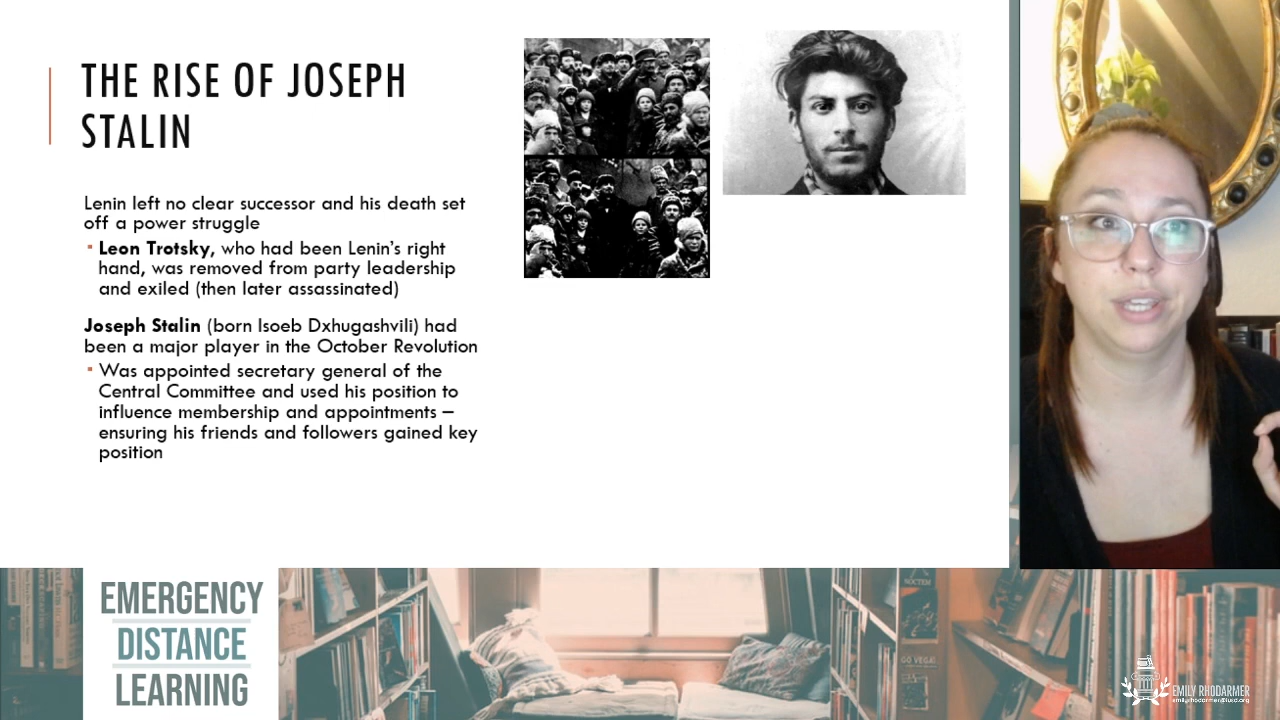 THE RISE OF JOSEPH
STALIN
Lenin left no clear successor and his death set
off a power struggle
▪ Leon Trotsky, who had been Lenin's right
hand, was removed from party leadership
and exiled (then later assassinated)
Joseph Stalin (born Isoeb Dxhugashvili) had
been a major player in the October Revolution
▪ Was appointed secretary general of the
Central Committee and used his position to
influence membership and appointments –
ensuring his friends and followers gained key
position
EMERGENCY
DISTANCE
LEARNING
NOCTEM
GO VEGAN
EMILY RHODARMER